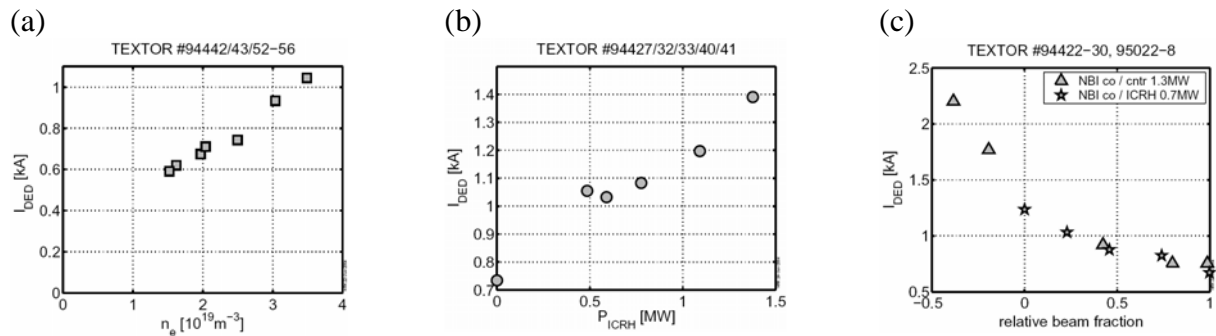 (a)
TEXTOR #94442/43/52−56
1
0.8
0.6
0.4
0.2
0
0 1 2 3 4
I_DED [kA]
n_e [10^19 m^−3]
(b)
TEXTOR #94427/32/33/40/41
1.4
1.3
1.2
1.1
1
0.9
0.8
0.7
0 0.5 1 1.5
I_DED [kA]
P_ICRH [MW]
(c)
TEXTOR #94422−30, 95022−8
2.5
2
1.5
1
0.5
−0.5 0 0.5 1
I_DED [kA]
relative beam fraction
NBI co / cntr 1.3MW
NBI co / ICRH 0.7MW